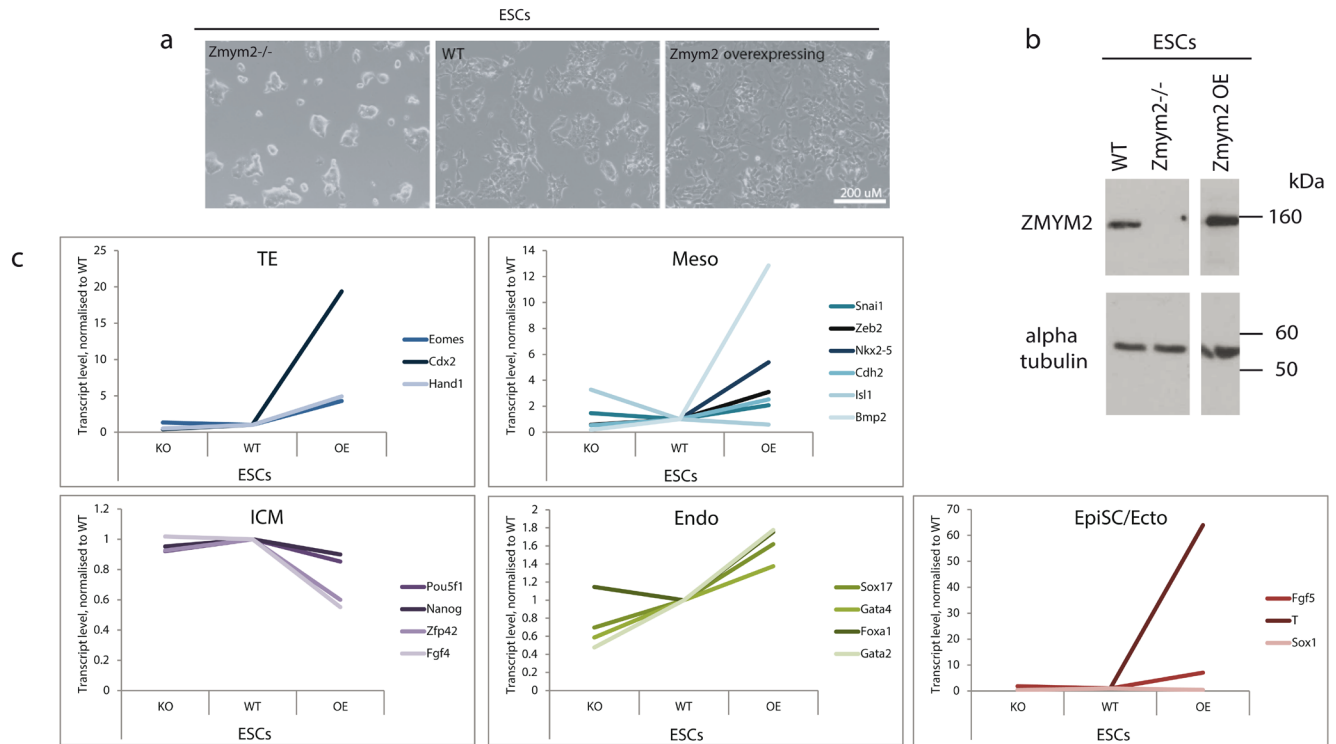 ESCs
a
Zmym2-/-
WT
Zmym2 overexpressing
200 uM
b
ESCs
WT
Zmym2-/-
Zmym2 OE
kDa
ZMYM2
160
alpha
tubulin
60
50
c
TE
Transcript level, normalised to WT
25
20
15
10
5
0
KO
WT
OE
ESCs
Eomes
Cdx2
Hand1
Meso
Transcript level, normalised to WT
14
12
10
8
6
4
2
0
KO
WT
OE
ESCs
Snai1
Zeb2
Nkx2-5
Cdh2
Isl1
Bmp2
ICM
Transcript level, normalised to WT
1.2
1
0.8
0.6
0.4
0.2
0
KO
WT
OE
ESCs
Pou5f1
Nanog
Zfp42
Fgf4
Endo
Transcript level, normalised to WT
2
1.8
1.6
1.4
1.2
1
0.8
0.6
0.4
0.2
0
KO
WT
OE
ESCs
Sox17
Gata4
Foxa1
Gata2
EpiSC/Ecto
Transcript level, normalised to WT
70
60
50
40
30
20
10
0
KO
WT
OE
ESCs
Fgf5
T
Sox1